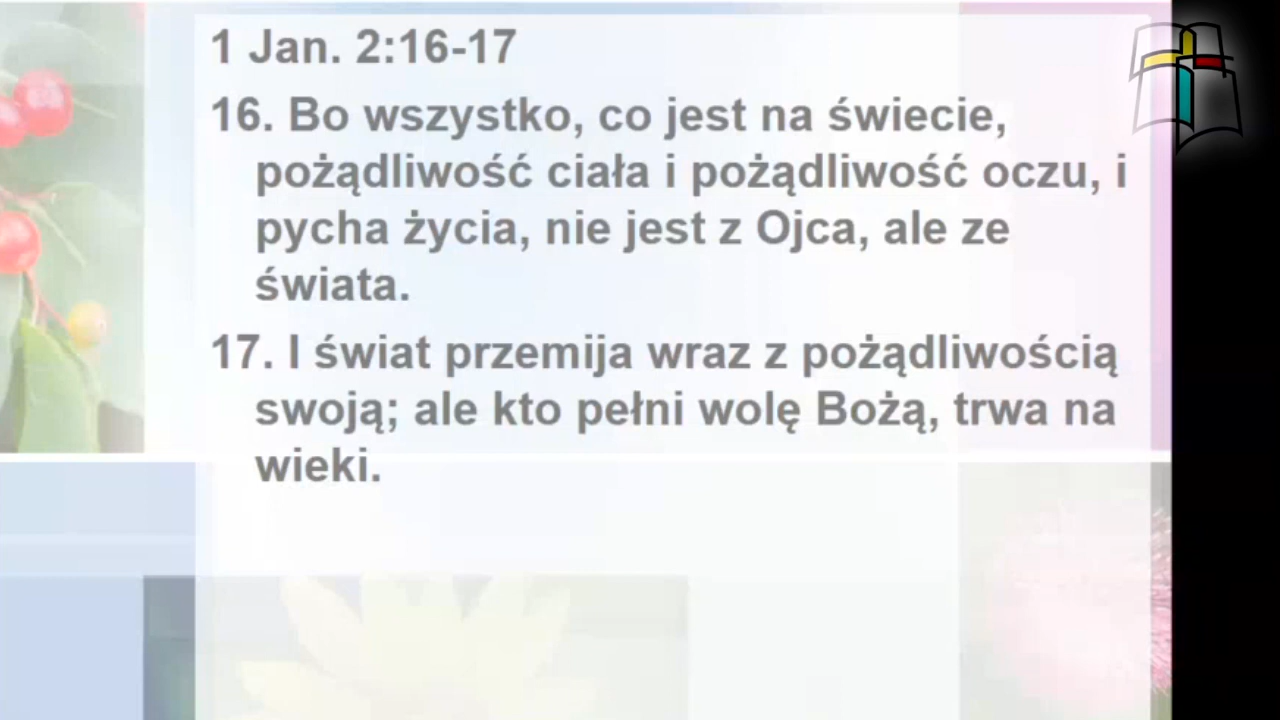 1 Jan. 2:16-17
16. Bo wszystko, co jest na świecie,
pożądliwość ciała i pożądliwość oczu, i
pycha życia, nie jest z Ojca, ale ze
świata.
17. I świat przemija wraz z pożądliwością
swoją; ale kto pełni wolę Bożą, trwa na
wieki.